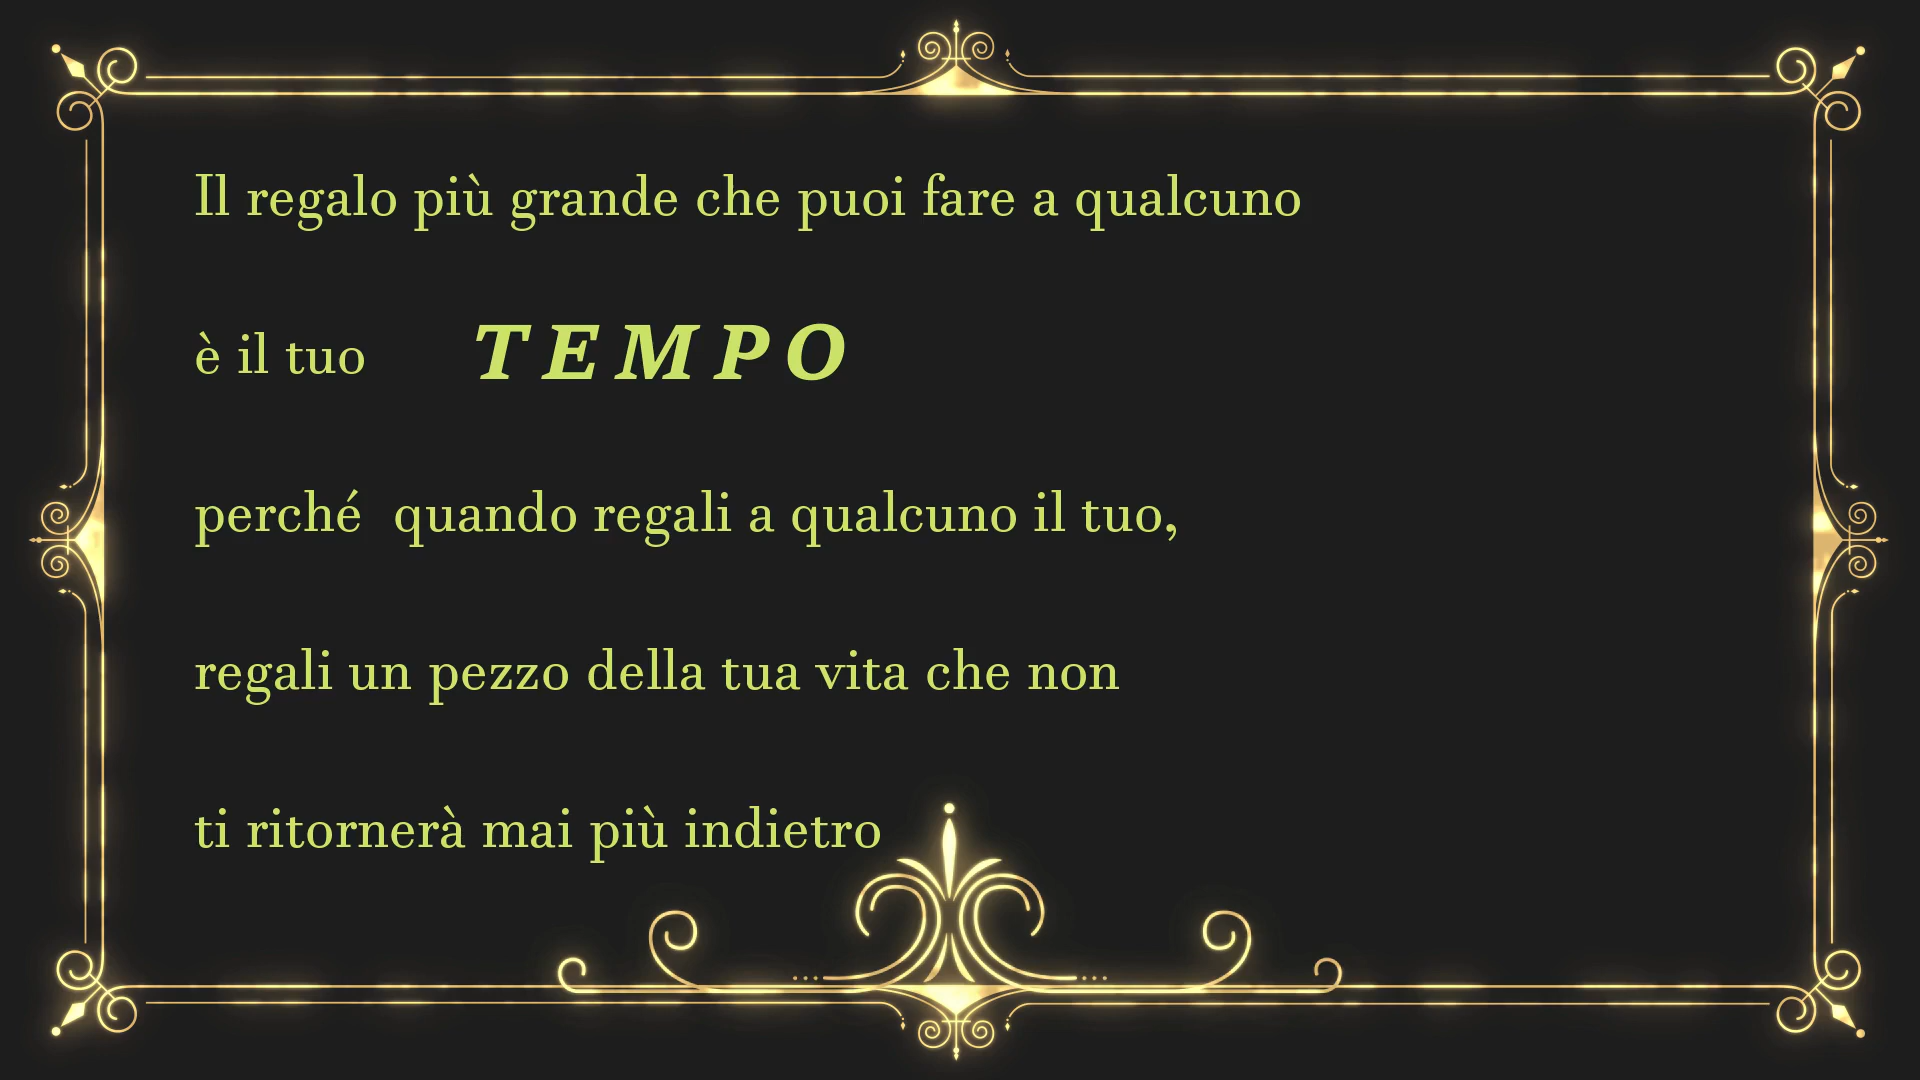 Il regalo più grande che puoi fare a qualcuno
è il tuo TEMPO
perché quando regali a qualcuno il tuo,
regali un pezzo della tua vita che non
ti ritornerà mai più indietro